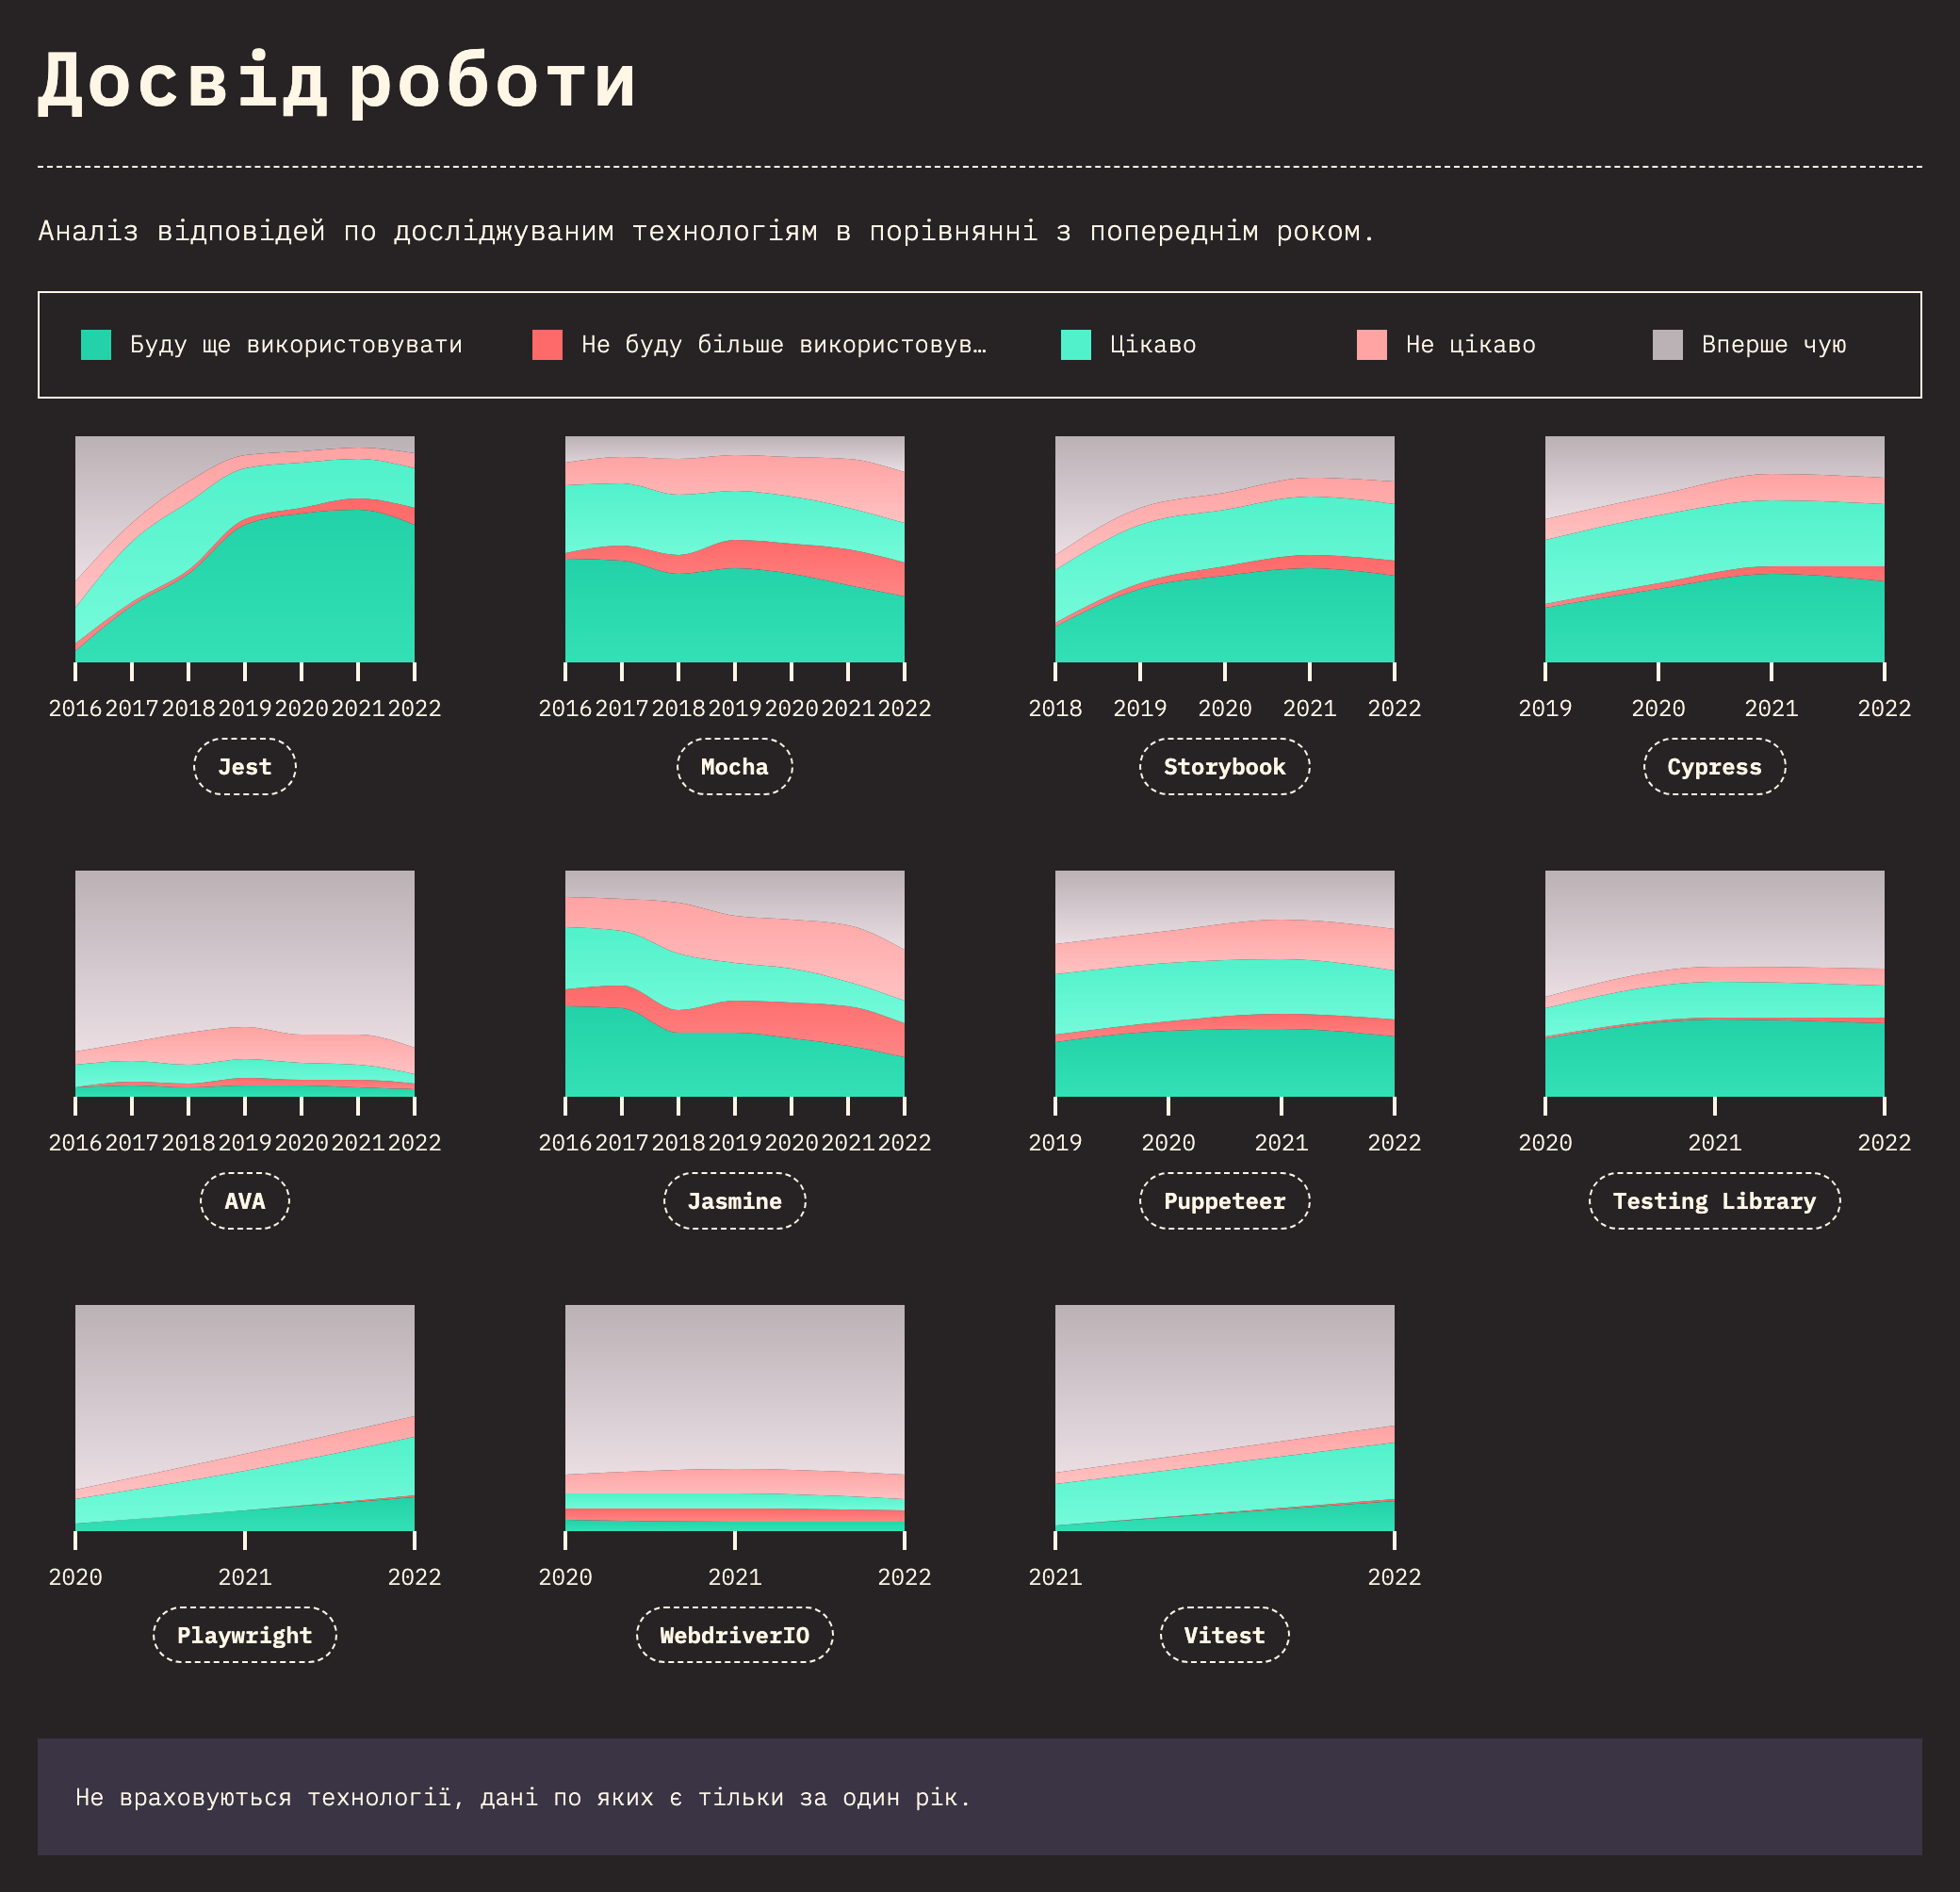 Досвід роботи
Аналіз відповідей по досліджуваним технологіям в порівнянні з попереднім роком.
Буду ще використовувати Не буду більше використовув… Цікаво Не цікаво Вперше чую
2016 2017 2018 2019 2020 2021 2022
Jest
2016 2017 2018 2019 2020 2021 2022
Mocha
2018 2019 2020 2021 2022
Storybook
2019 2020 2021 2022
Cypress
2016 2017 2018 2019 2020 2021 2022
AVA
2016 2017 2018 2019 2020 2021 2022
Jasmine
2019 2020 2021 2022
Puppeteer
2020 2021 2022
Testing Library
2020 2021 2022
Playwright
2020 2021 2022
WebdriverIO
2021 2022
Vitest
Не враховуються технології, дані по яких є тільки за один рік.